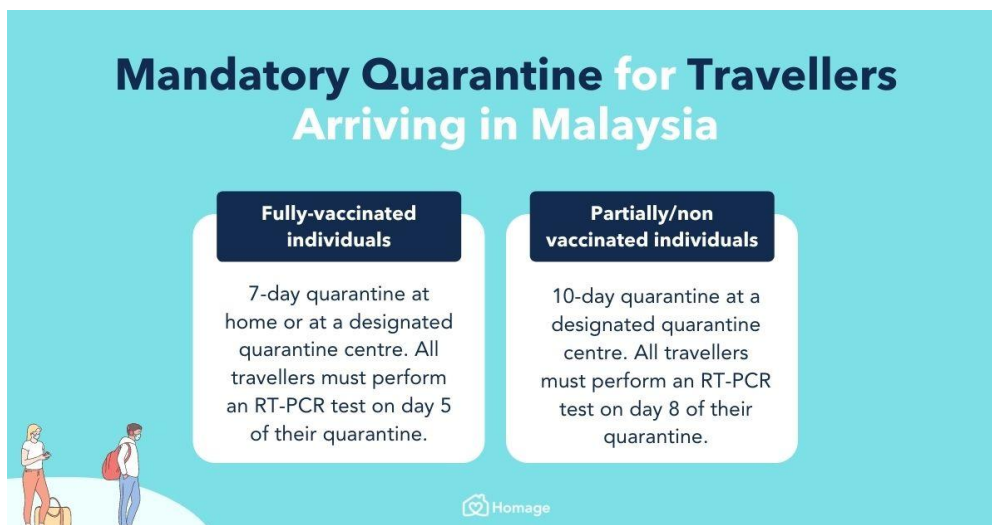 Mandatory Quarantine for Travellers
Arriving in Malaysia
Fully-vaccinated
individuals
7-day quarantine at
home or at a designated
quarantine centre. All
travellers must perform
an RT-PCR test on day 5
of their quarantine.
Partially/non
vaccinated individuals
10-day quarantine at a
designated quarantine
centre. All travellers
must perform an RT-PCR
test on day 8 of their
quarantine.
Homage